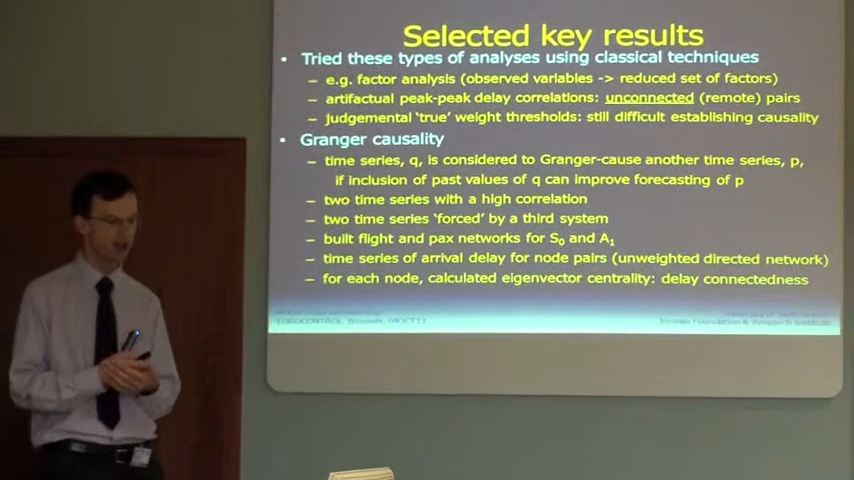 Selected key results
• Tried these types of analyses using classical techniques
– e.g. factor analysis (observed variables -> reduced set of factors)
– artifactual peak-peak delay correlations: unconnected (remote) pairs
– judgemental 'true' weight thresholds: still difficult establishing causality
• Granger causality
– time series, q, is considered to Granger-cause another time series, p,
if inclusion of past values of q can improve forecasting of p
– two time series with a high correlation
– two time series 'forced' by a third system
– built flight and pax networks for S₀ and A₁
– time series of arrival delay for node pairs (unweighted directed network)
– for each node, calculated eigenvector centrality: delay connectedness
EUROCONTROL, Brussels, 04OCT13
Foundation & Research Institute